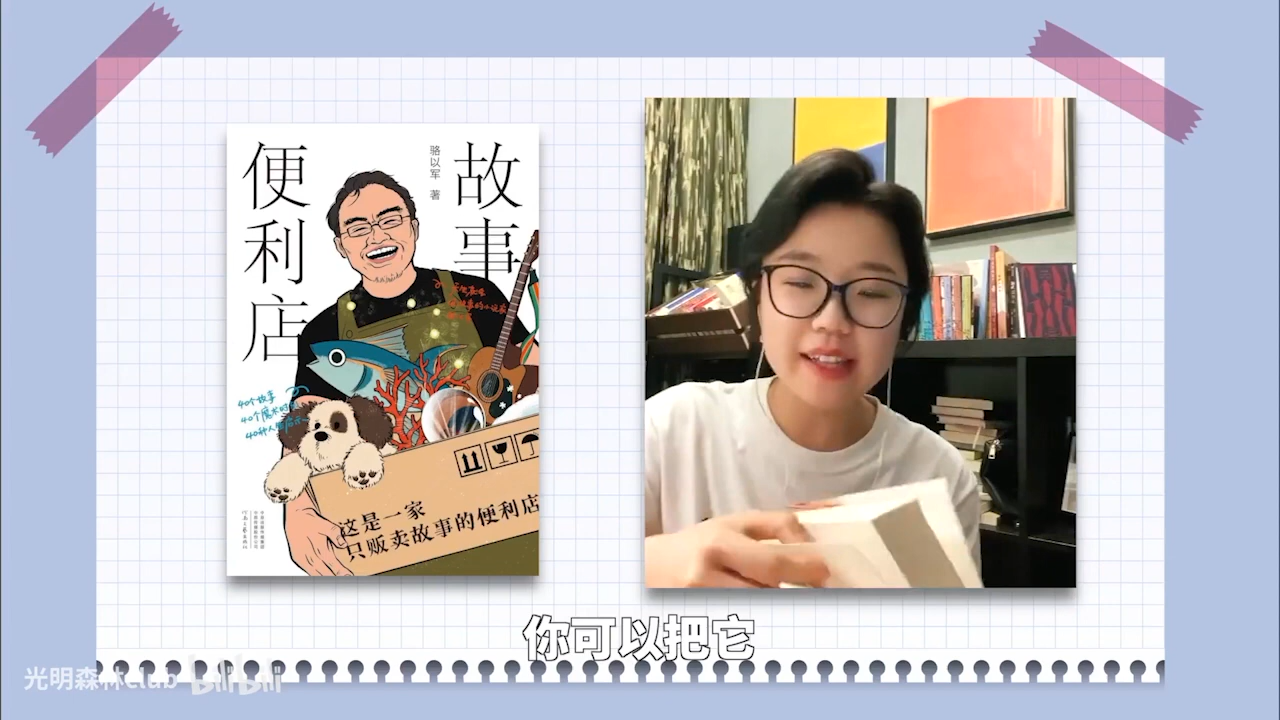 故事
便利店
骆以军 著
40个故事
这是一家
只贩卖故事的便利店
你可以把它
光明森林club bilibili